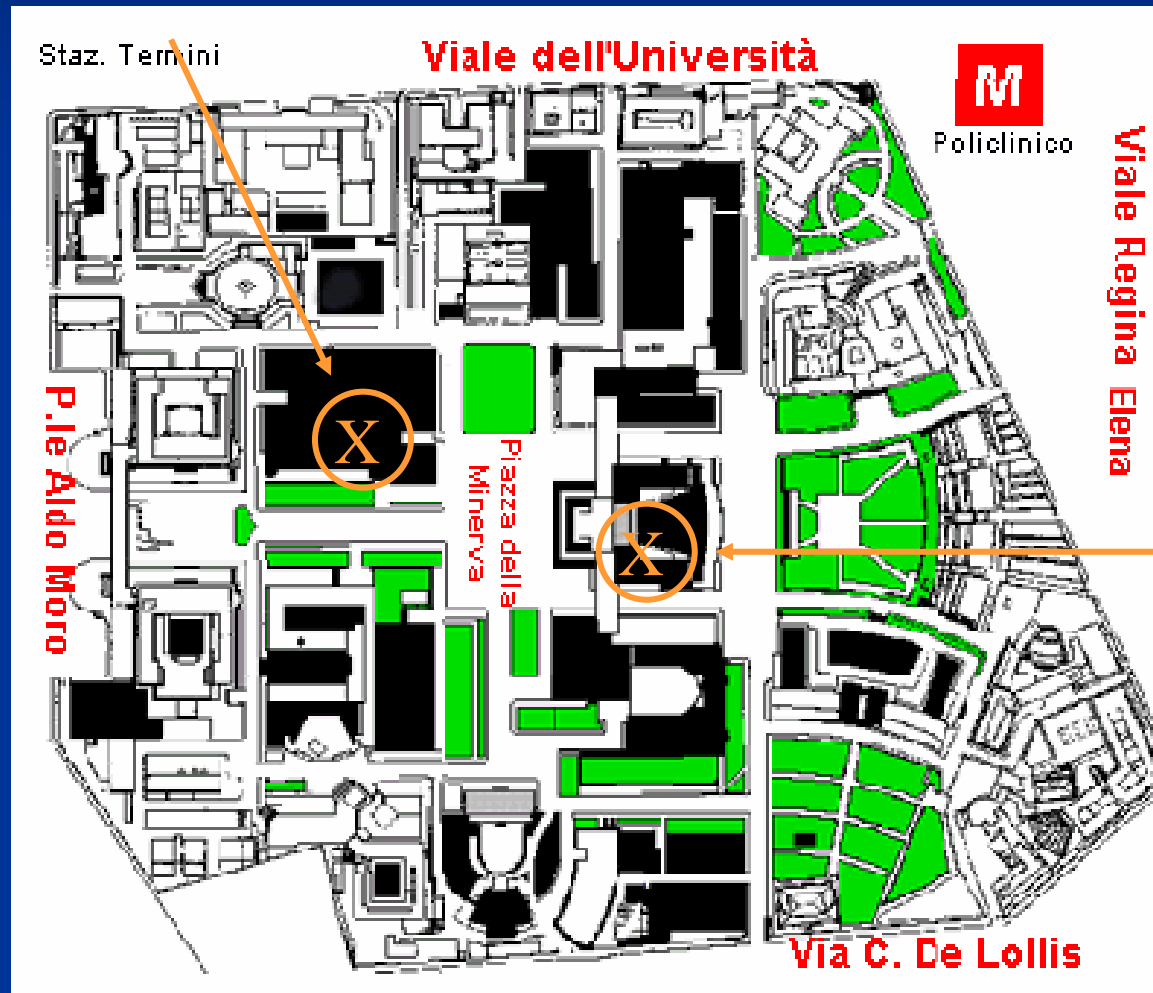 Staz. Termini
Viale dell'Università
M
Policlinico
Viale Regina Elena
P.le Aldo Moro
X
Piazza della
Minerva
X
Via C. De Lollis